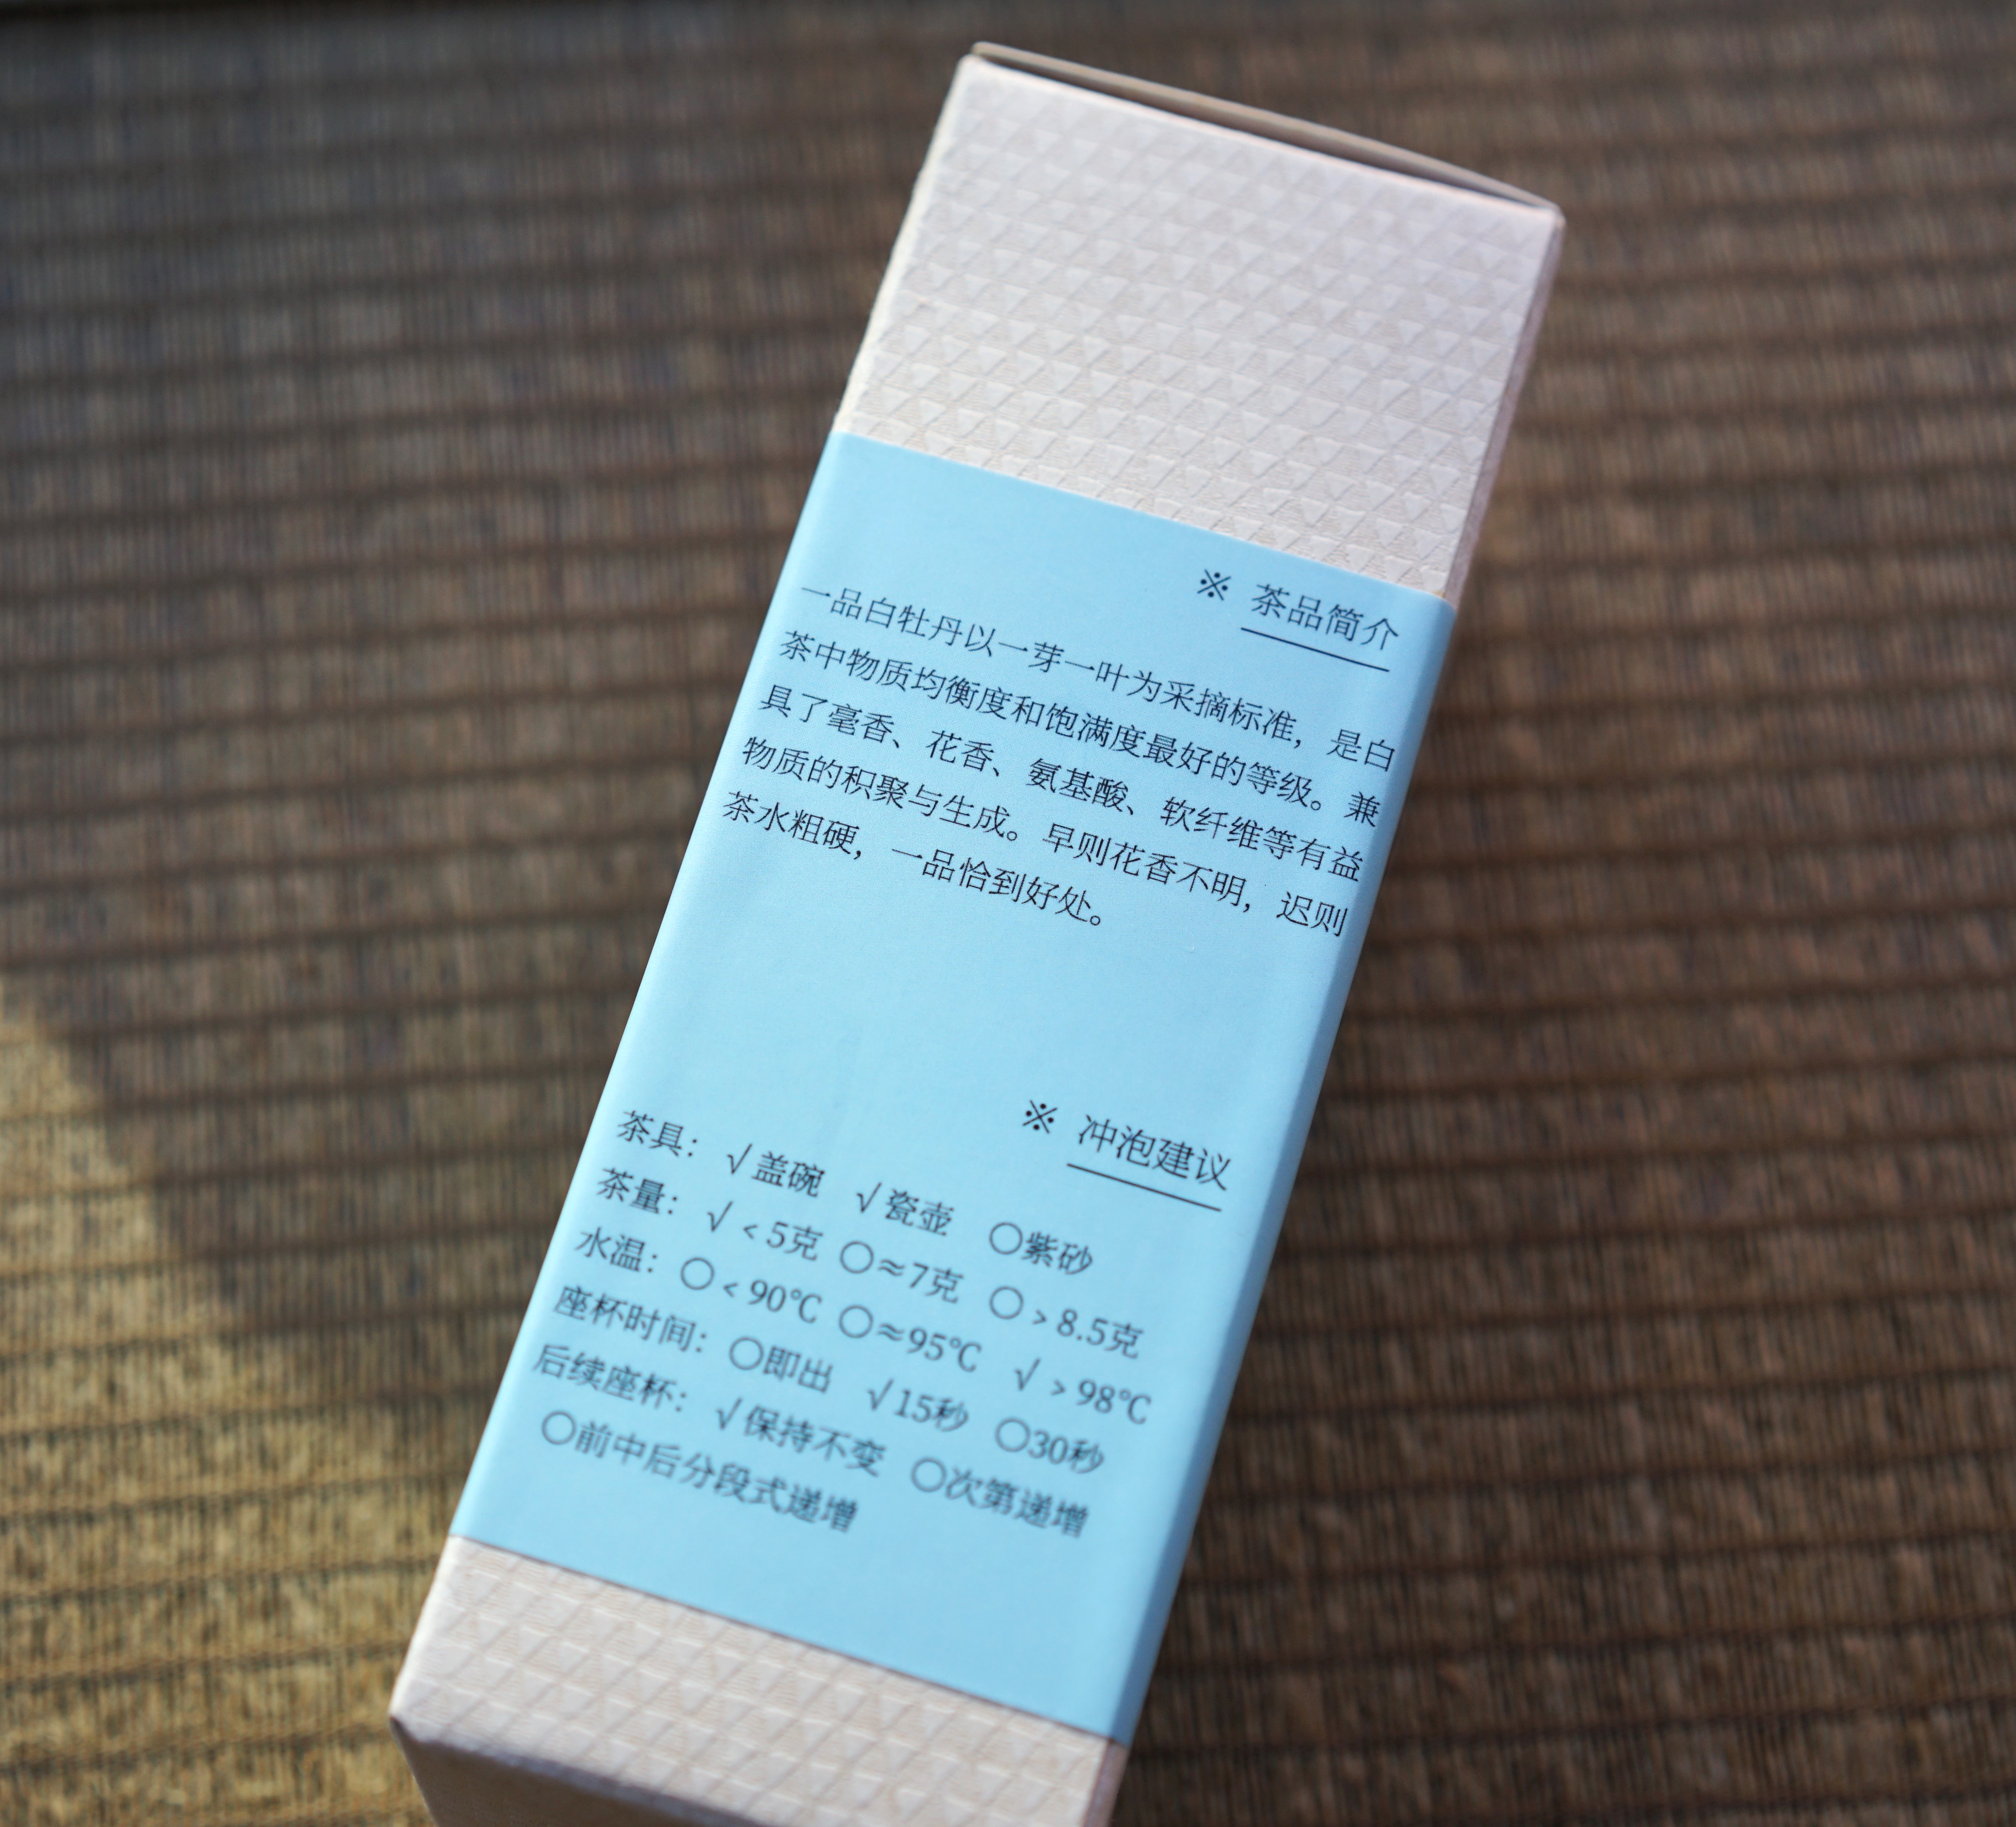 ※ 茶品简介
一品白牡丹以一芽一叶为采摘标准，是白
茶中物质均衡度和饱满度最好的等级。兼
具了毫香、花香、氨基酸、软纤维等有益
物质的积聚与生成。早则花香不明，迟则
茶水粗硬，一品恰到好处。
※ 冲泡建议
茶具：√盖碗 √瓷壶 ○紫砂
茶量：√<5克 ○≈7克 ○>8.5克
水温：○<90℃ ○≈95℃ √>98℃
座杯时间：○即出 √15秒 ○30秒
后续座杯：√保持不变 ○次第递增
○前中后分段式递增